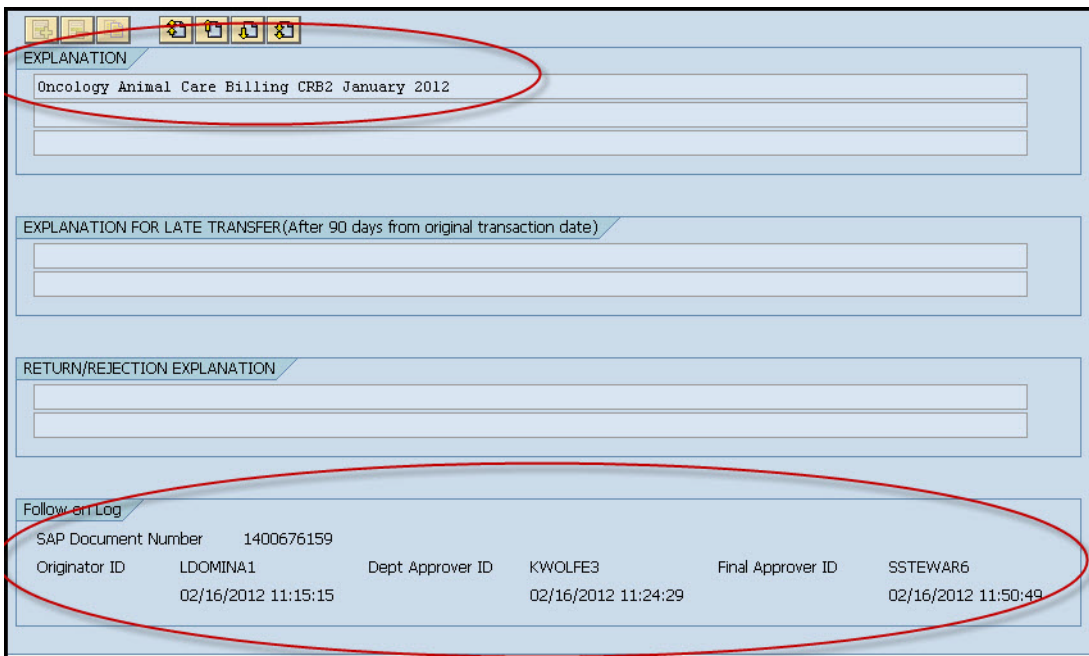 EXPLANATION
Oncology Animal Care Billing CRB2 January 2012
EXPLANATION FOR LATE TRANSFER(After 90 days from original transaction date)
RETURN/REJECTION EXPLANATION
Follow on Log
SAP Document Number 1400676159
Originator ID LDOMINA1 Dept Approver ID KWOLFE3 Final Approver ID SSTEWAR6
02/16/2012 11:15:15 02/16/2012 11:24:29 02/16/2012 11:50:49